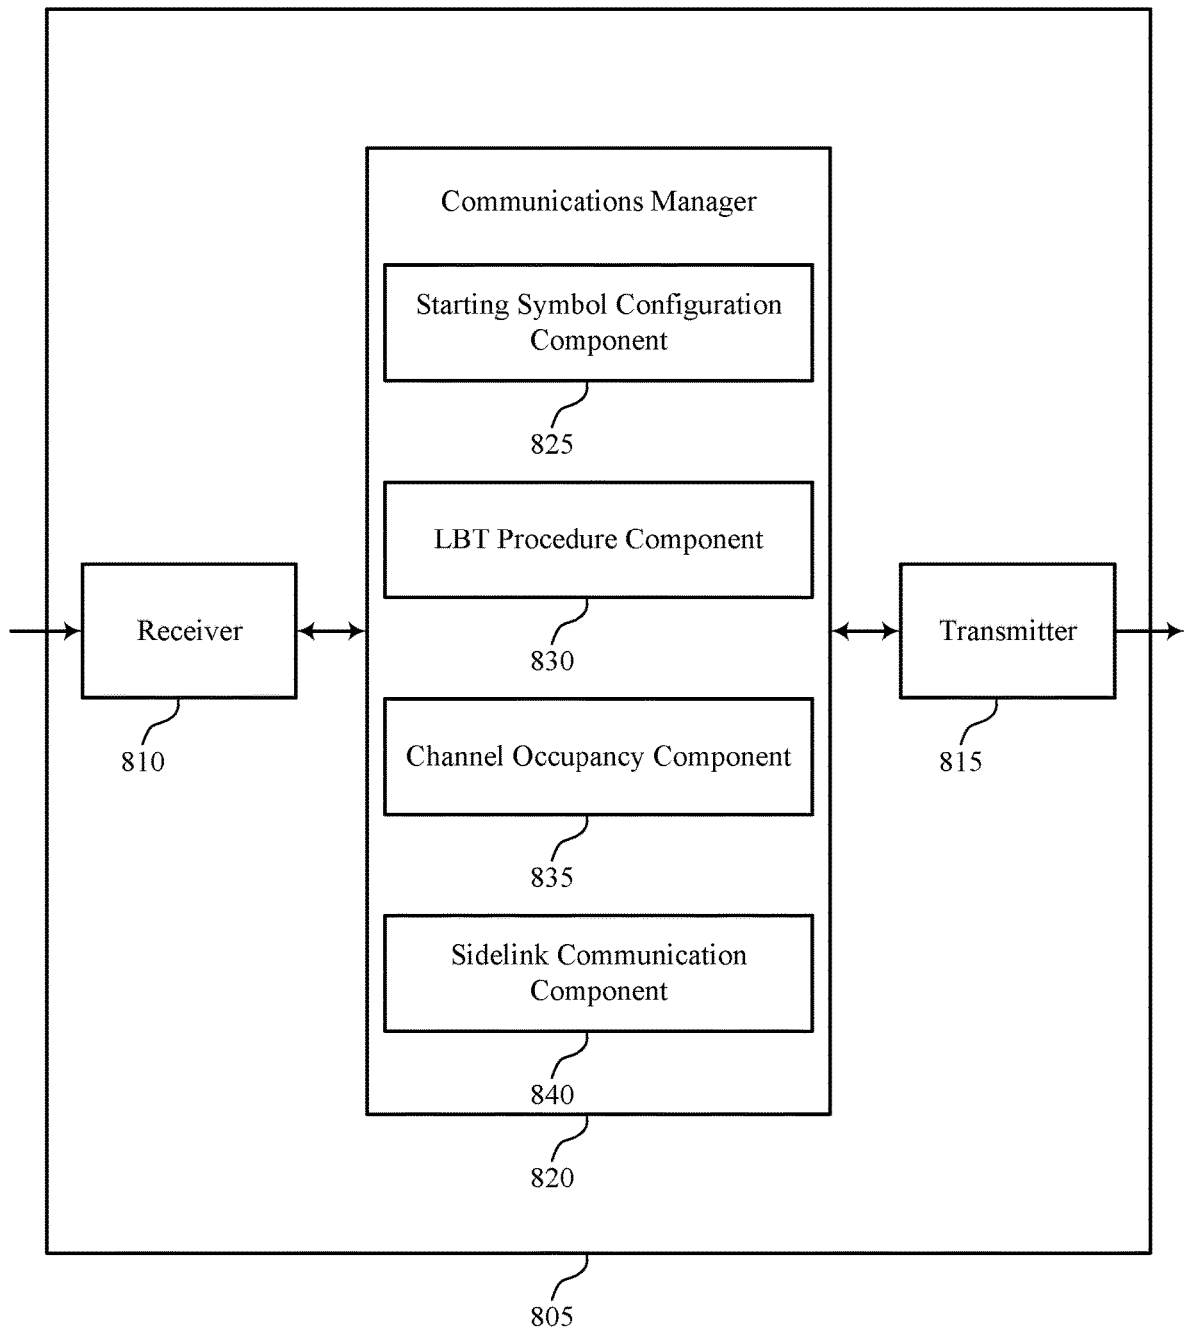 Communications Manager
Starting Symbol Configuration
Component
825
LBT Procedure Component
830
Receiver
810
Transmitter
815
Channel Occupancy Component
835
Sidelink Communication
Component
840
820
805